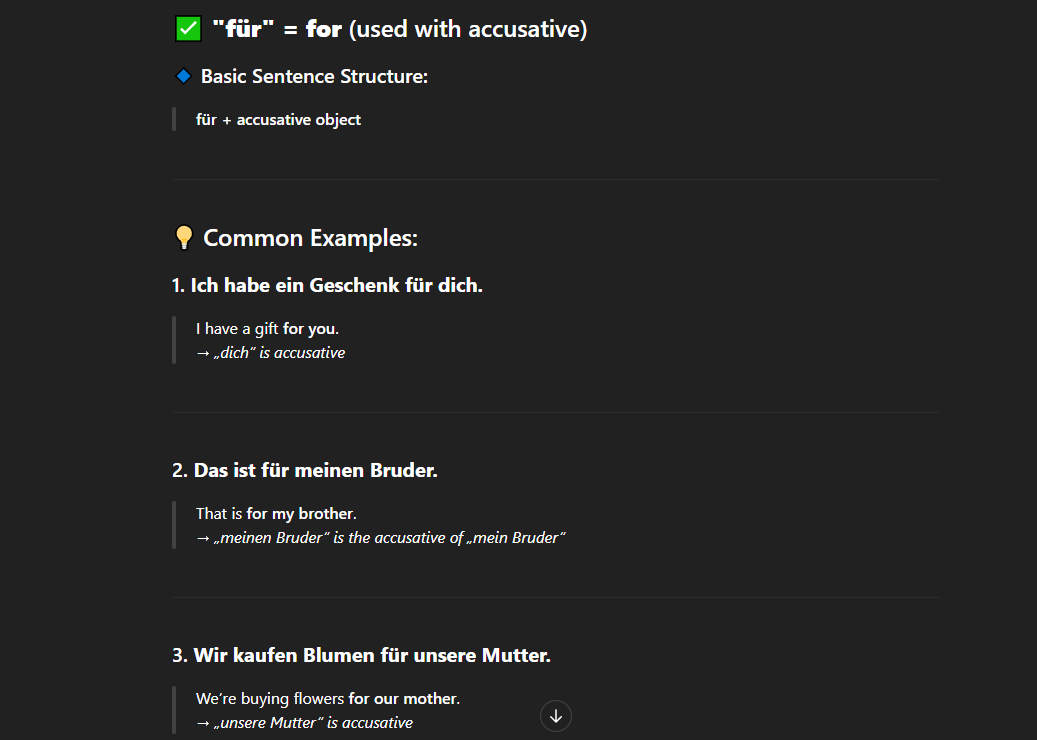 ✅ "für" = for (used with accusative)
🔷 Basic Sentence Structure:
für + accusative object
💡 Common Examples:
1. Ich habe ein Geschenk für dich.
I have a gift for you.
→ „dich“ is accusative
2. Das ist für meinen Bruder.
That is for my brother.
→ „meinen Bruder“ is the accusative of „mein Bruder“
3. Wir kaufen Blumen für unsere Mutter.
We’re buying flowers for our mother.
→ „unsere Mutter“ is accusative